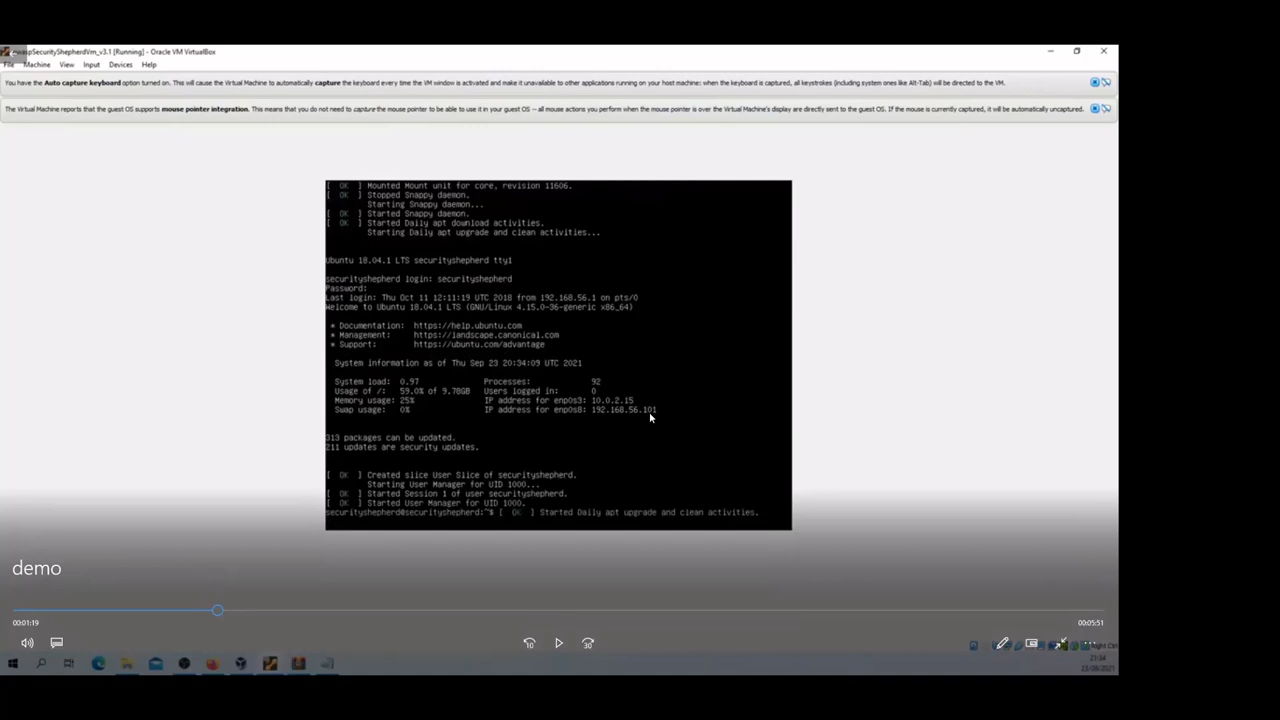 waspSecurityShepherdVm_v3.1 [Running] - Oracle VM VirtualBox
File Machine View Input Devices Help
You have the Auto capture keyboard option turned on. This will cause the Virtual Machine to automatically capture the keyboard every time the VM window is activated and make it unavailable to other applications running on your host machine: when the keyboard is captured, all keystrokes (including system ones like Alt-Tab) will be directed to the VM.
The Virtual Machine reports that the guest OS supports mouse pointer integration. This means that you do not need to capture the mouse pointer to be able to use it in your guest OS -- all mouse actions you perform when the mouse pointer is over the Virtual Machine's display are directly sent to the guest OS. If the mouse is currently captured, it will be automatically uncaptured.
[ OK ] Mounted Mount unit for core, revision 11606.
[ OK ] Stopped Snappy daemon.
Starting Snappy daemon...
[ OK ] Started Snappy daemon.
[ OK ] Started Daily apt download activities.
Starting Daily apt upgrade and clean activities...
Ubuntu 18.04.1 LTS securityshepherd tty1
securityshepherd login: securityshepherd
Password:
Last login: Thu Oct 11 12:11:19 UTC 2018 from 192.168.56.1 on pts/0
Welcome to Ubuntu 18.04.1 LTS (GNU/Linux 4.15.0-36-generic x86_64)
* Documentation: https://help.ubuntu.com
* Management: https://landscape.canonical.com
* Support: https://ubuntu.com/advantage
System information as of Thu Sep 23 20:34:09 UTC 2021
System load: 0.97 Processes: 92
Usage of /: 59.0% of 9.78GB Users logged in: 0
Memory usage: 25% IP address for enp0s3: 10.0.2.15
Swap usage: 0% IP address for enp0s8: 192.168.56.101
313 packages can be updated.
211 updates are security updates.
[ OK ] Created slice User Slice of securityshepherd.
Starting User Manager for UID 1000...
[ OK ] Started Session 1 of user securityshepherd.
[ OK ] Started User Manager for UID 1000.
securityshepherd@securityshepherd:~$ [ OK ] Started Daily apt upgrade and clean activities.
demo
00:01:19 00:05:51
10 30
Right Ctrl
21:34
23/09/2021